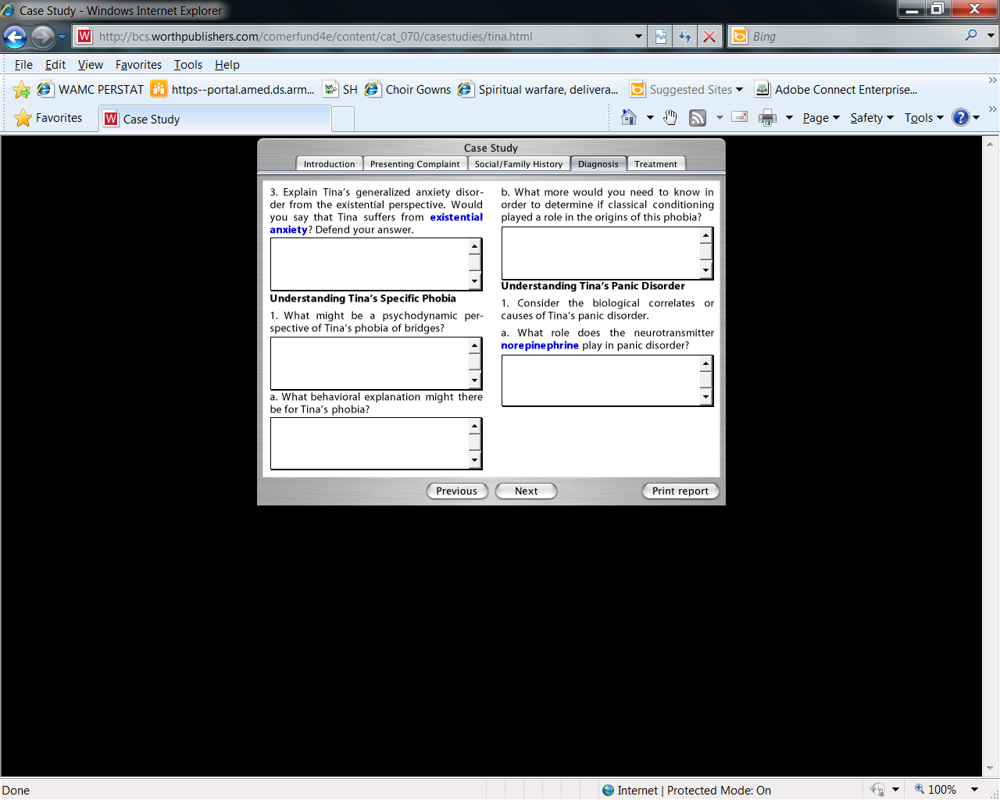 Case Study - Windows Internet Explorer
http://bcs.worthpublishers.com/comerfund4e/content/cat_070/casestudies/tina.html
Bing
File Edit View Favorites Tools Help
WAMC PERSTAT https--portal.amed.ds.arm... SH Choir Gowns Spiritual warfare, delivera... Suggested Sites Adobe Connect Enterprise...
Favorites Case Study Page Safety Tools
Case Study
Introduction Presenting Complaint Social/Family History Diagnosis Treatment
3. Explain Tina's generalized anxiety disor-
der from the existential perspective. Would
you say that Tina suffers from existential
anxiety? Defend your answer.
Understanding Tina's Specific Phobia
1. What might be a psychodynamic per-
spective of Tina's phobia of bridges?
a. What behavioral explanation might there
be for Tina's phobia?
b. What more would you need to know in
order to determine if classical conditioning
played a role in the origins of this phobia?
Understanding Tina's Panic Disorder
1. Consider the biological correlates or
causes of Tina's panic disorder.
a. What role does the neurotransmitter
norepinephrine play in panic disorder?
Previous Next Print report
Done Internet | Protected Mode: On 100%